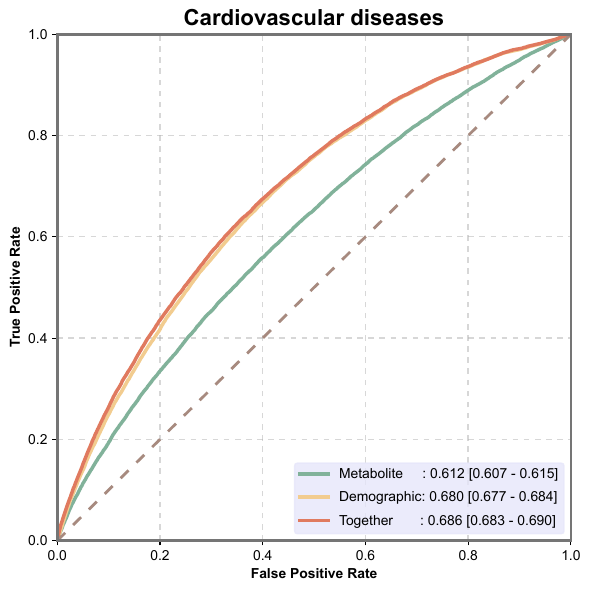 Cardiovascular diseases
1.0
0.8
0.6
0.4
0.2
0.0
True Positive Rate
Metabolite : 0.612 [0.607 - 0.615]
Demographic: 0.680 [0.677 - 0.684]
Together : 0.686 [0.683 - 0.690]
0.0 0.2 0.4 0.6 0.8 1.0
False Positive Rate